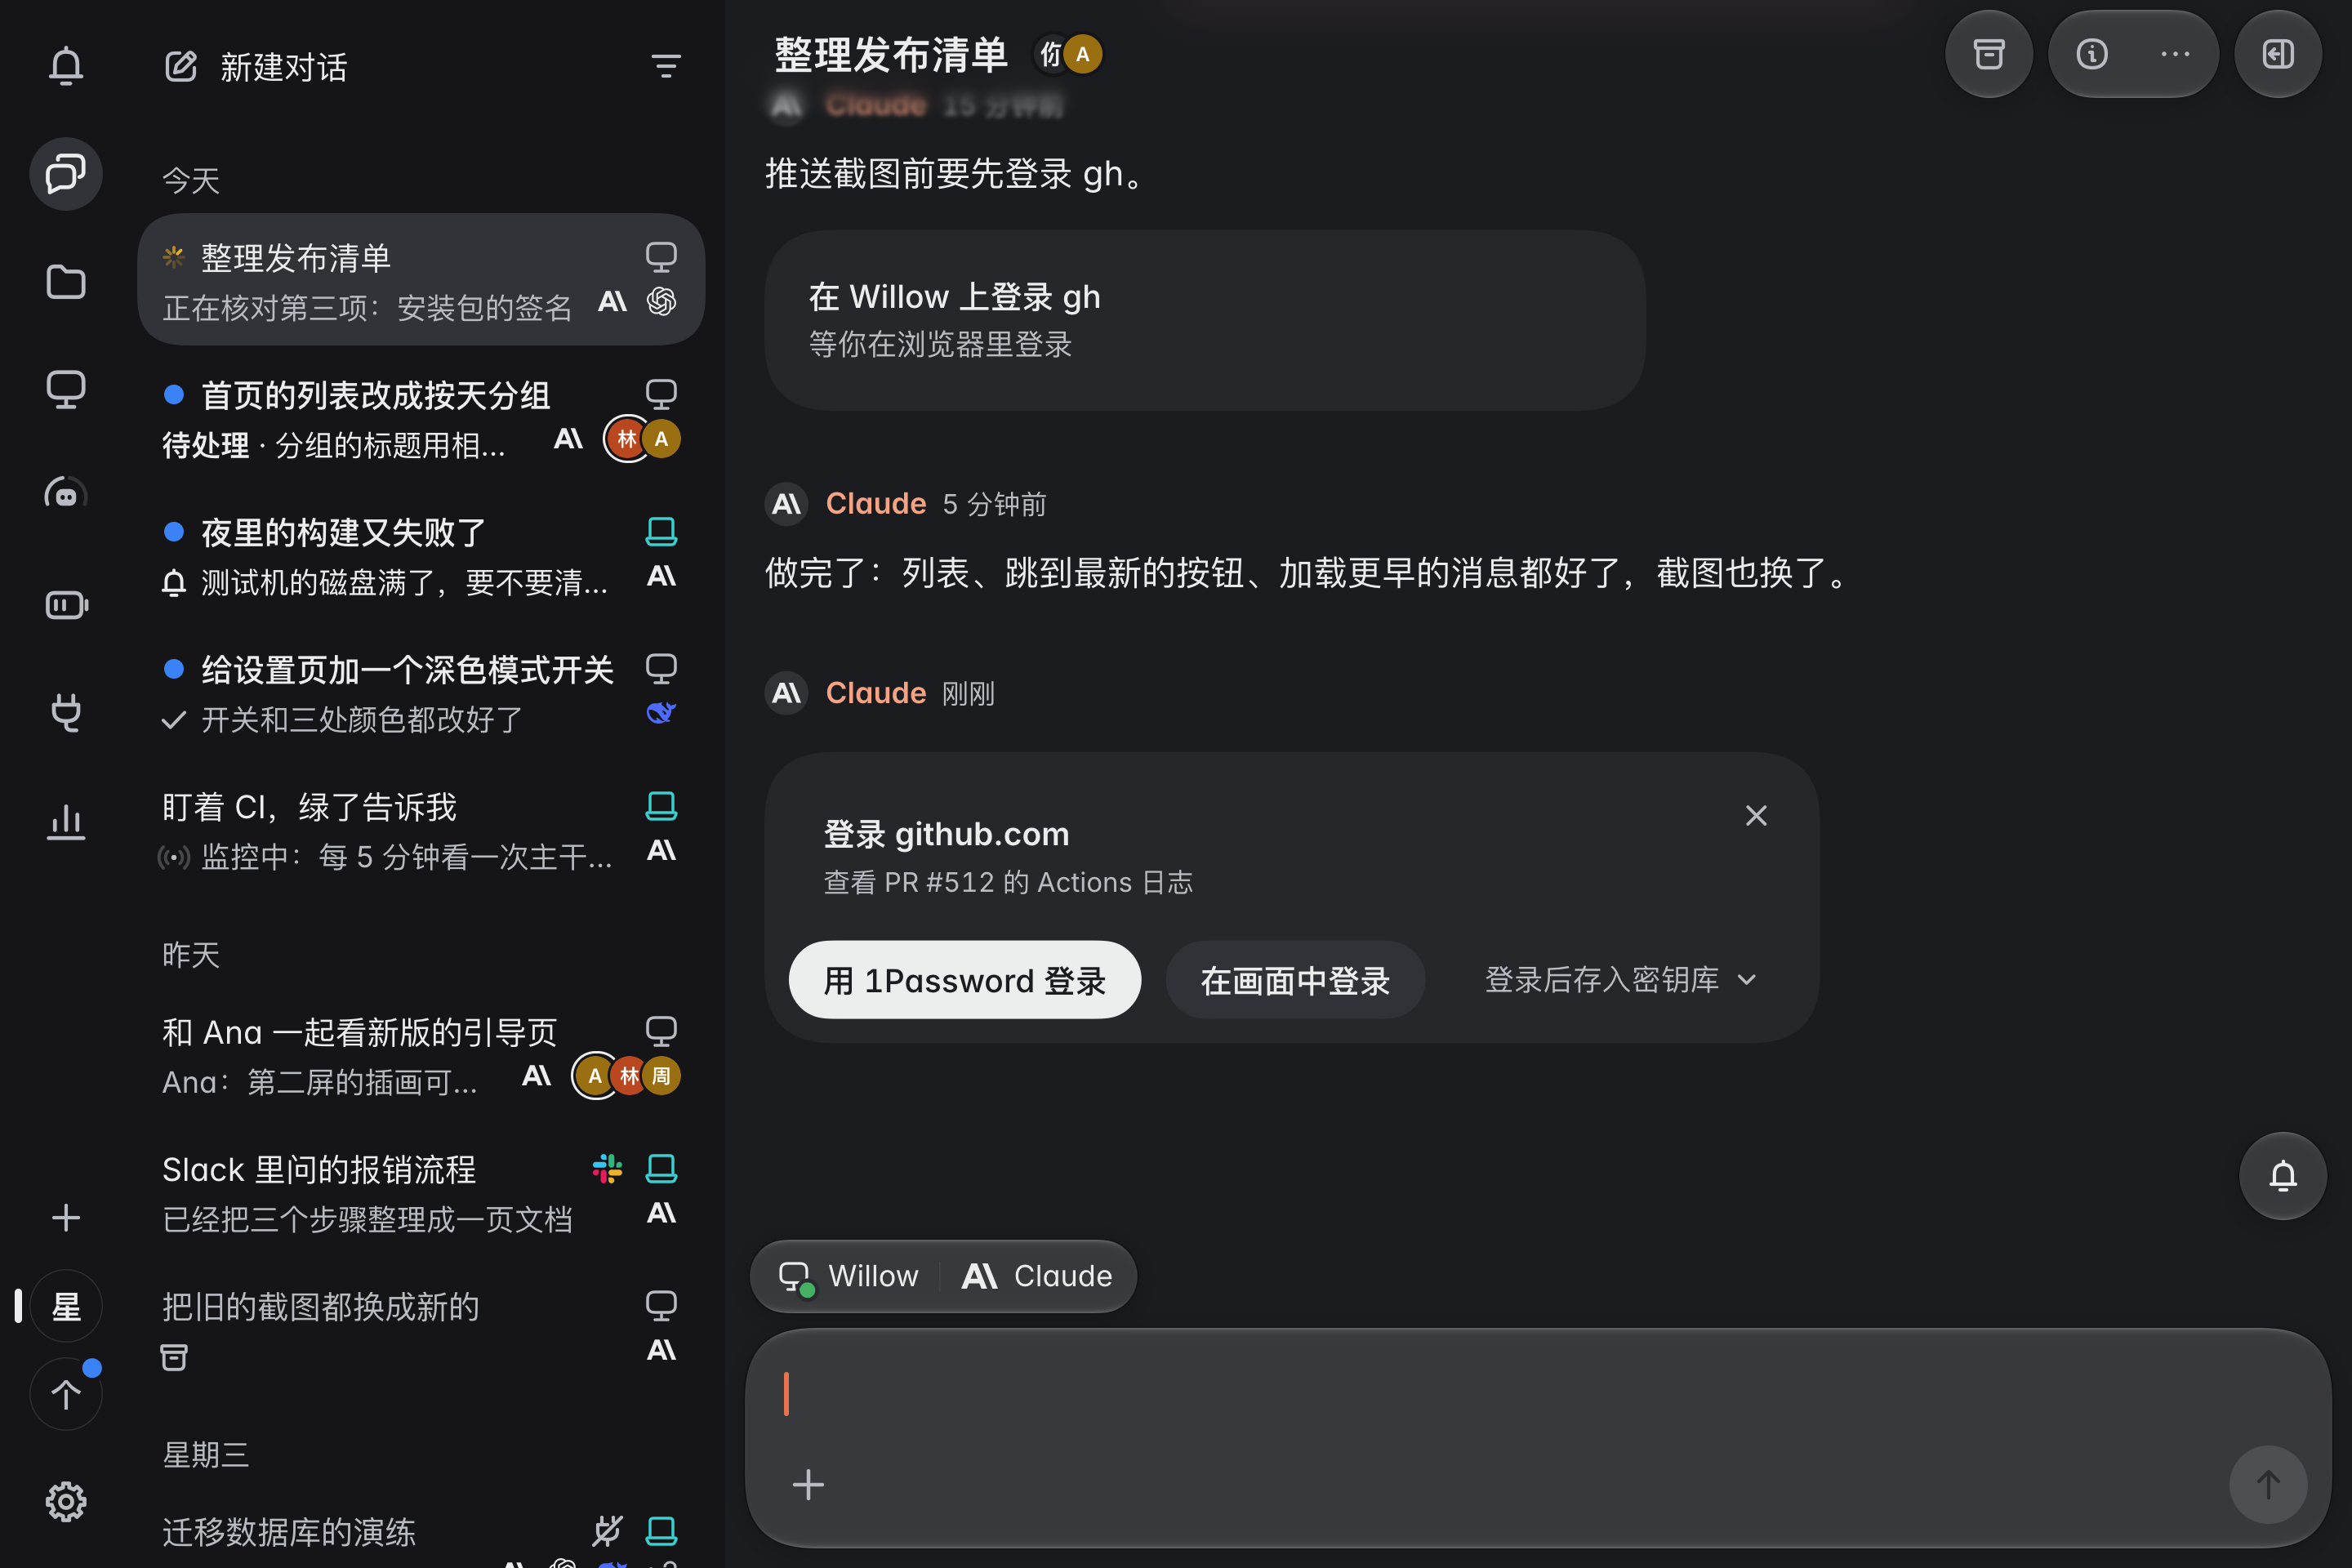 新建对话
今天
整理发布清单
正在核对第三项：安装包的签名
首页的列表改成按天分组
待处理 · 分组的标题用相...
林 A
夜里的构建又失败了
测试机的磁盘满了，要不要清...
给设置页加一个深色模式开关
开关和三处颜色都改好了
盯着 CI，绿了告诉我
监控中：每 5 分钟看一次主干...
昨天
和 Ana 一起看新版的引导页
Ana：第二屏的插画可...
A 林 周
Slack 里问的报销流程
已经把三个步骤整理成一页文档
把旧的截图都换成新的
星期三
迁移数据库的演练
星
个
整理发布清单
你 A
Claude 15 分钟前
推送截图前要先登录 gh。
在 Willow 上登录 gh
等你在浏览器里登录
Claude 5 分钟前
做完了：列表、跳到最新的按钮、加载更早的消息都好了，截图也换了。
Claude 刚刚
登录 github.com
查看 PR #512 的 Actions 日志
用 1Password 登录
在画面中登录
登录后存入密钥库
Willow
Claude